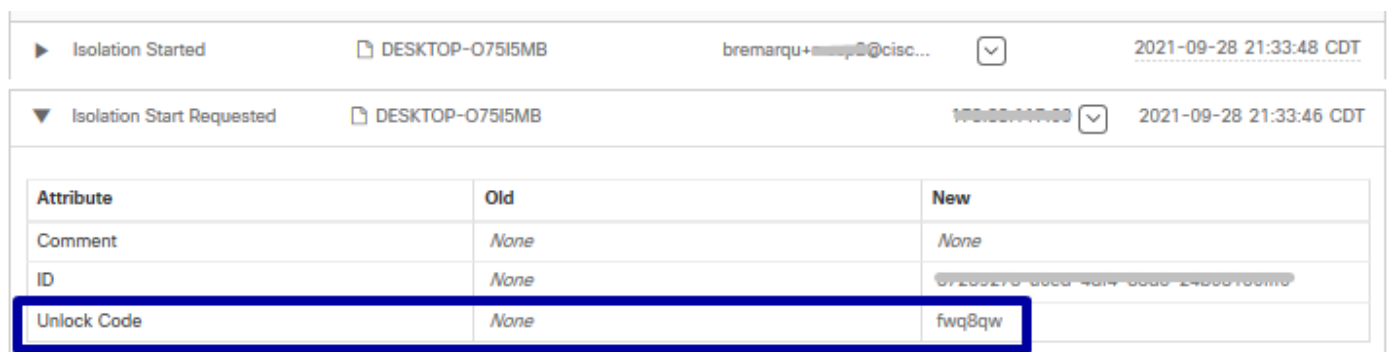 Isolation Started DESKTOP-O75I5MB bremarqu+ @cisc... 2021-09-28 21:33:48 CDT
Isolation Start Requested DESKTOP-O75I5MB 2021-09-28 21:33:46 CDT
Attribute Old New
Comment None None
ID None
Unlock Code None fwq8qw